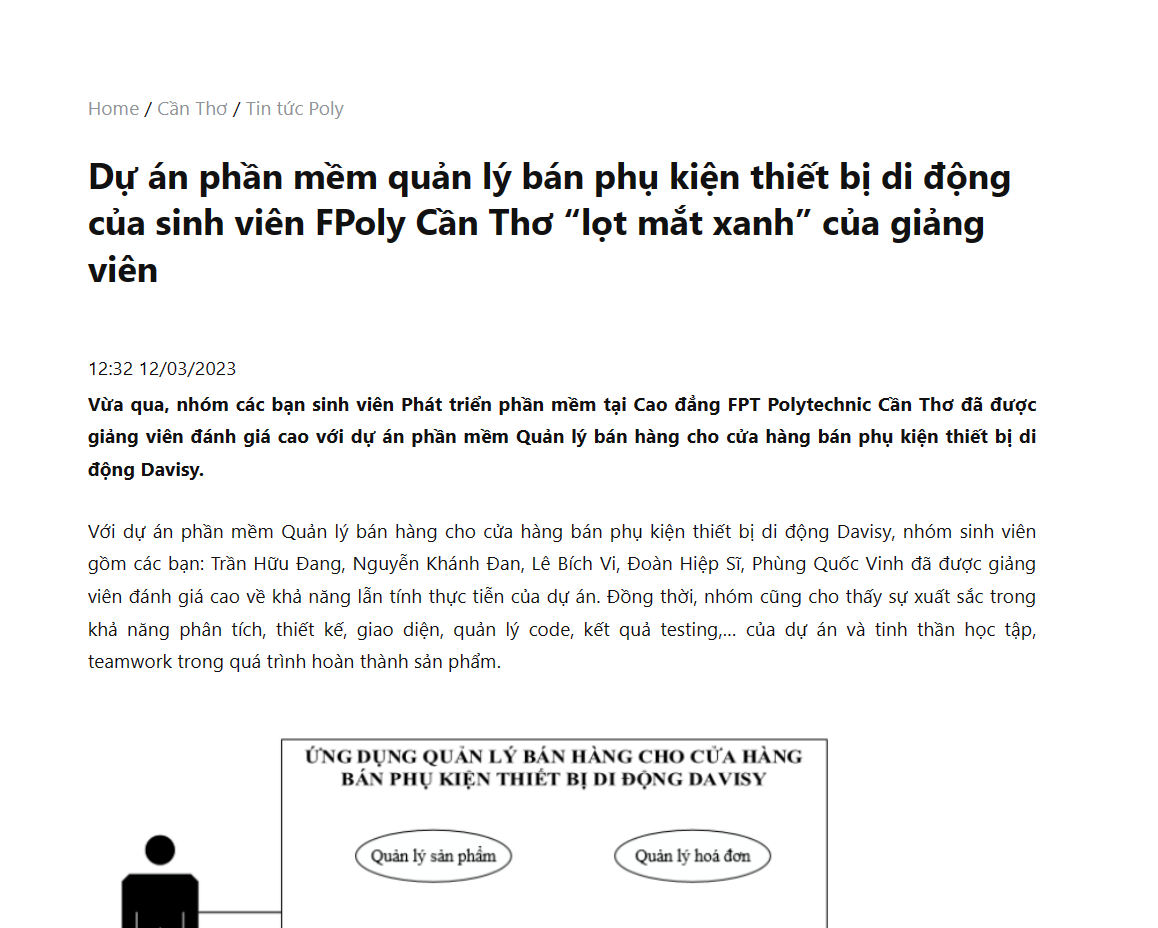 Home / Cần Thơ / Tin tức Poly
Dự án phần mềm quản lý bán phụ kiện thiết bị di động
của sinh viên FPoly Cần Thơ “lọt mắt xanh” của giảng
viên
12:32 12/03/2023
Vừa qua, nhóm các bạn sinh viên Phát triển phần mềm tại Cao đẳng FPT Polytechnic Cần Thơ đã được
giảng viên đánh giá cao với dự án phần mềm Quản lý bán hàng cho cửa hàng bán phụ kiện thiết bị di
động Davisy.
Với dự án phần mềm Quản lý bán hàng cho cửa hàng bán phụ kiện thiết bị di động Davisy, nhóm sinh viên
gồm các bạn: Trần Hữu Đang, Nguyễn Khánh Đan, Lê Bích Vi, Đoàn Hiệp Sĩ, Phùng Quốc Vinh đã được giảng
viên đánh giá cao về khả năng lẫn tính thực tiễn của dự án. Đồng thời, nhóm cũng cho thấy sự xuất sắc trong
khả năng phân tích, thiết kế, giao diện, quản lý code, kết quả testing,... của dự án và tinh thần học tập,
teamwork trong quá trình hoàn thành sản phẩm.
ỨNG DỤNG QUẢN LÝ BÁN HÀNG CHO CỬA HÀNG
BÁN PHỤ KIỆN THIẾT BỊ DI ĐỘNG DAVISY
Quản lý sản phẩm
Quản lý hoá đơn